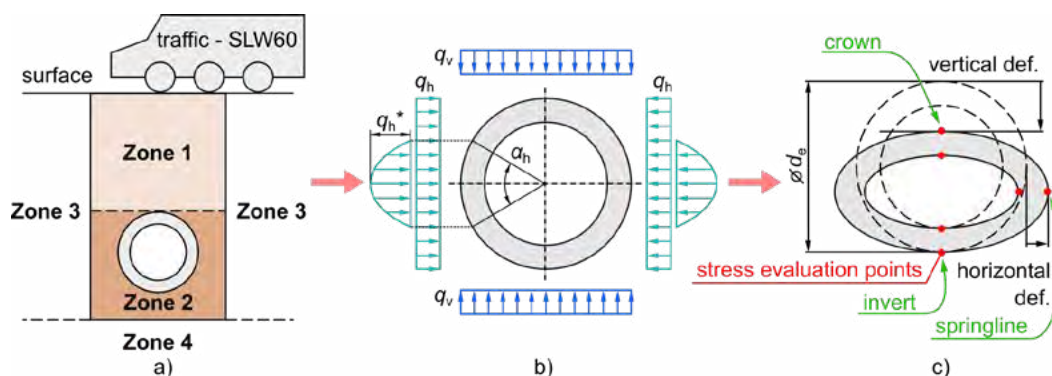 traffic - SLW60
surface
Zone 1
Zone 3
Zone 3
Zone 2
Zone 4
a)
qv
qh
qh
qh*
αh
qv
b)
crown
vertical def.
øde
stress evaluation points
horizontal
def.
invert
springline
c)